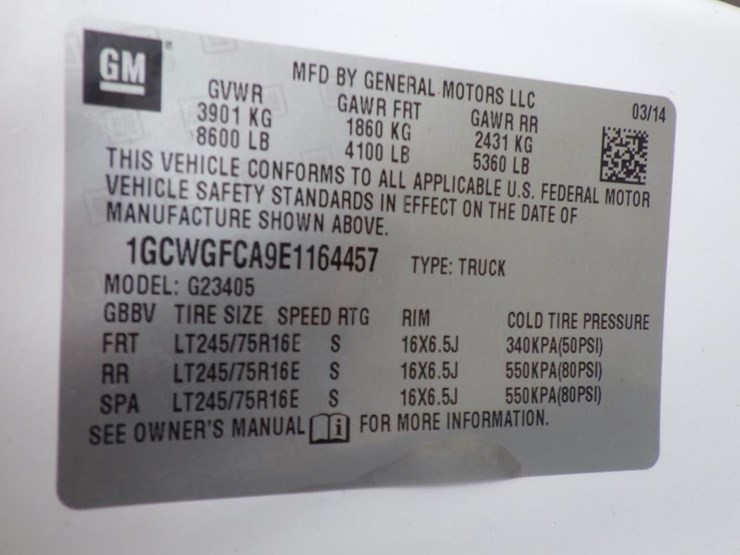 GM
MFD BY GENERAL MOTORS LLC
03/14
GVWR GAWR FRT GAWR RR
3901 KG 1860 KG 2431 KG
8600 LB 4100 LB 5360 LB
THIS VEHICLE CONFORMS TO ALL APPLICABLE U.S. FEDERAL MOTOR
VEHICLE SAFETY STANDARDS IN EFFECT ON THE DATE OF
MANUFACTURE SHOWN ABOVE.
1GCWGFCA9E1164457 TYPE: TRUCK
MODEL: G23405
GBBV TIRE SIZE SPEED RTG RIM COLD TIRE PRESSURE
FRT LT245/75R16E S 16X6.5J 340KPA(50PSI)
RR LT245/75R16E S 16X6.5J 550KPA(80PSI)
SPA LT245/75R16E S 16X6.5J 550KPA(80PSI)
SEE OWNER'S MANUAL i FOR MORE INFORMATION.